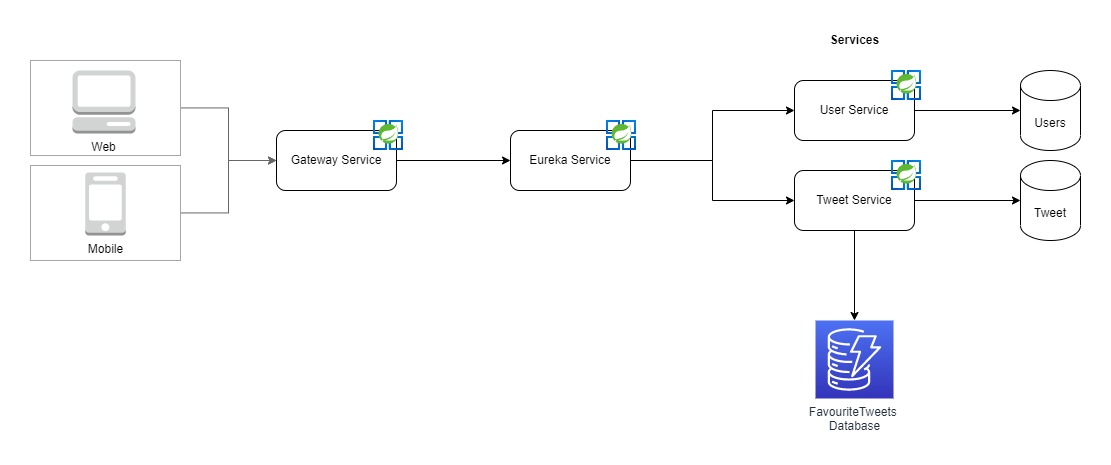 Services
Web
Mobile
Gateway Service
Eureka Service
User Service
Users
Tweet Service
Tweet
FavouriteTweets
Database